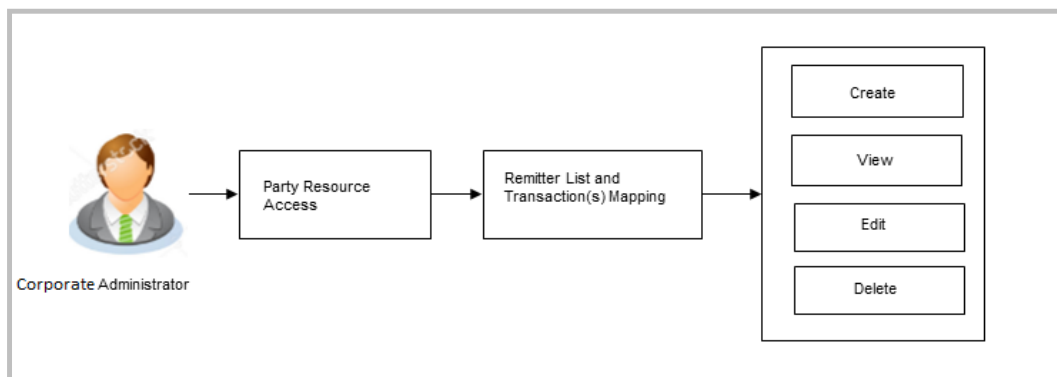 Corporate Administrator
Party Resource
Access
Remitter List and
Transaction(s) Mapping
Create
View
Edit
Delete